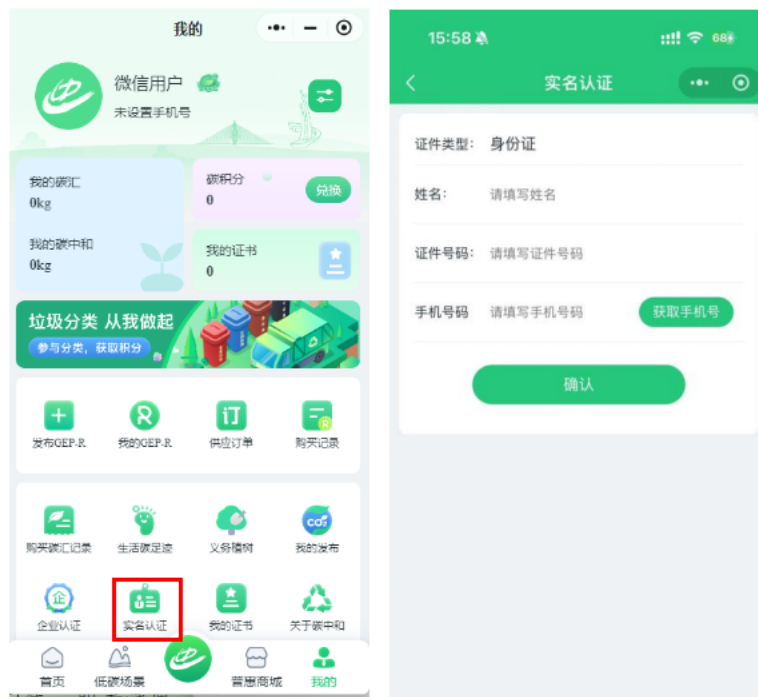 我的
微信用户
未设置手机号
我的碳汇
0kg
碳积分
0
兑换
我的碳中和
0kg
我的证书
0
垃圾分类 从我做起
参与分类，获取积分
发布GEP-R
我的GEP-R
供应订单
购买记录
购买碳汇记录
生活碳足迹
义务植树
我的发布
企业认证
实名认证
我的证书
关于碳中和
首页
低碳场景
普惠商城
我的
15:58
68
实名认证
证件类型：
身份证
姓名：
请填写姓名
证件号码：
请填写证件号码
手机号码
请填写手机号码
获取手机号
确认